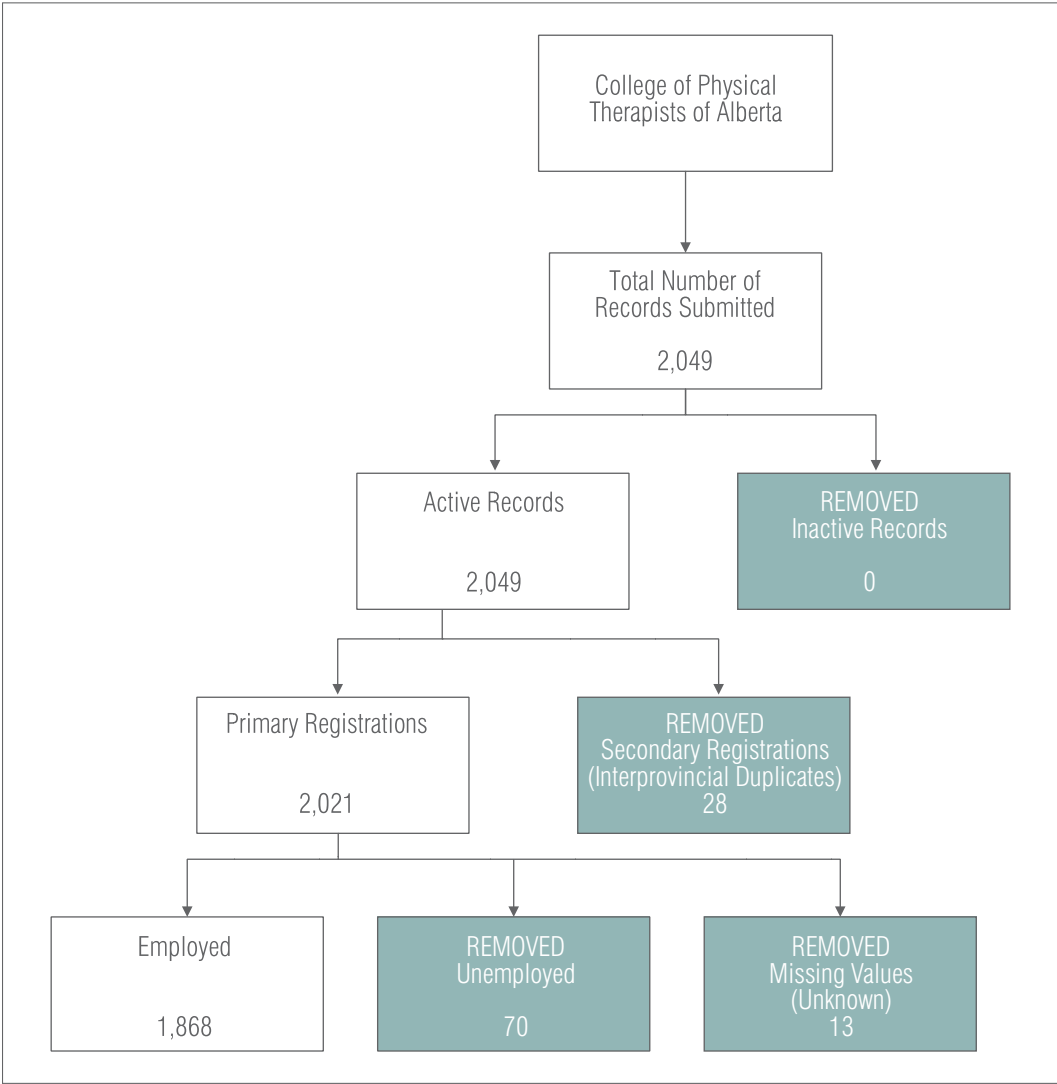 College of Physical
Therapists of Alberta
Total Number of
Records Submitted
2,049
Active Records
2,049
REMOVED
Inactive Records
0
Primary Registrations
2,021
REMOVED
Secondary Registrations
(Interprovincial Duplicates)
28
Employed
1,868
REMOVED
Unemployed
70
REMOVED
Missing Values
(Unknown)
13